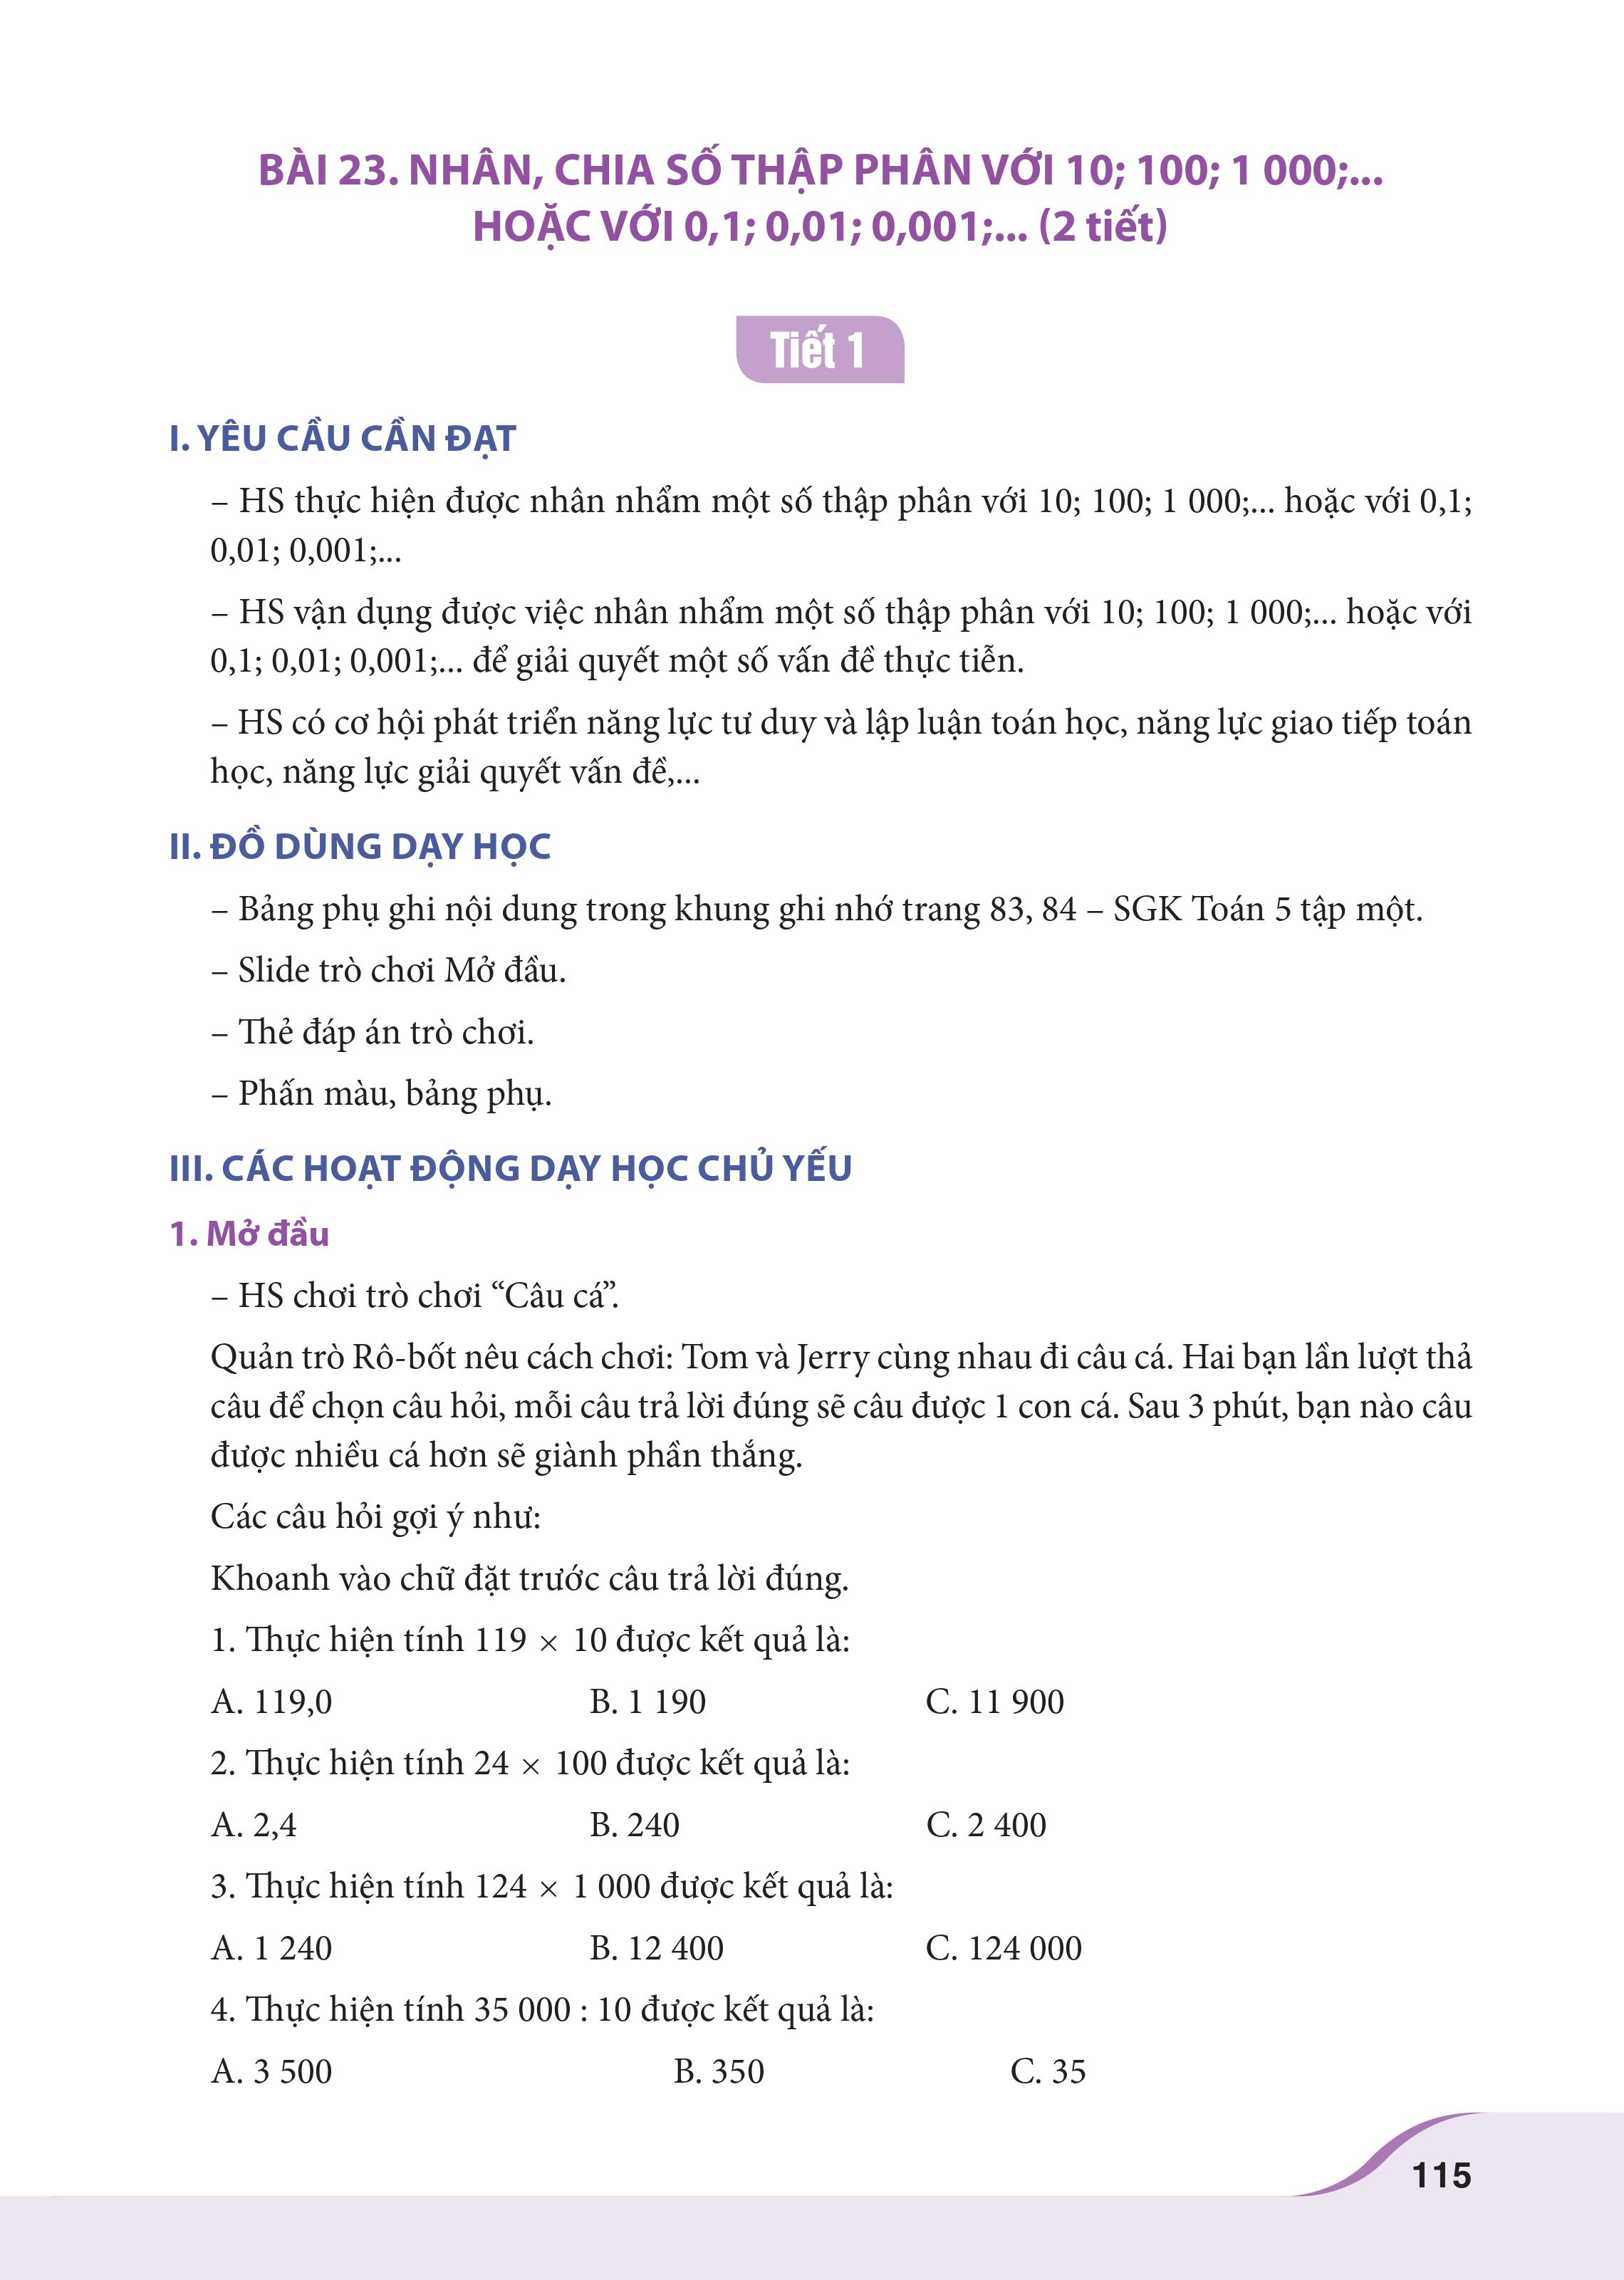 BÀI 23. NHÂN, CHIA SỐ THẬP PHÂN VỚI 10; 100; 1 000;...
HOẶC VỚI 0,1; 0,01; 0,001;... (2 tiết)
Tiết 1
I. YÊU CẦU CẦN ĐẠT
– HS thực hiện được nhân nhẩm một số thập phân với 10; 100; 1 000;... hoặc với 0,1;
0,01; 0,001;...
– HS vận dụng được việc nhân nhẩm một số thập phân với 10; 100; 1 000;... hoặc với
0,1; 0,01; 0,001;... để giải quyết một số vấn đề thực tiễn.
– HS có cơ hội phát triển năng lực tư duy và lập luận toán học, năng lực giao tiếp toán
học, năng lực giải quyết vấn đề,...
II. ĐỒ DÙNG DẠY HỌC
– Bảng phụ ghi nội dung trong khung ghi nhớ trang 83, 84 – SGK Toán 5 tập một.
– Slide trò chơi Mở đầu.
– Thẻ đáp án trò chơi.
– Phấn màu, bảng phụ.
III. CÁC HOẠT ĐỘNG DẠY HỌC CHỦ YẾU
1. Mở đầu
– HS chơi trò chơi “Câu cá”.
Quản trò Rô-bốt nêu cách chơi: Tom và Jerry cùng nhau đi câu cá. Hai bạn lần lượt thả
câu để chọn câu hỏi, mỗi câu trả lời đúng sẽ câu được 1 con cá. Sau 3 phút, bạn nào câu
được nhiều cá hơn sẽ giành phần thắng.
Các câu hỏi gợi ý như:
Khoanh vào chữ đặt trước câu trả lời đúng.
1. Thực hiện tính 119 × 10 được kết quả là:
A. 119,0 B. 1 190 C. 11 900
2. Thực hiện tính 24 × 100 được kết quả là:
A. 2,4 B. 240 C. 2 400
3. Thực hiện tính 124 × 1 000 được kết quả là:
A. 1 240 B. 12 400 C. 124 000
4. Thực hiện tính 35 000 : 10 được kết quả là:
A. 3 500 B. 350 C. 35
115